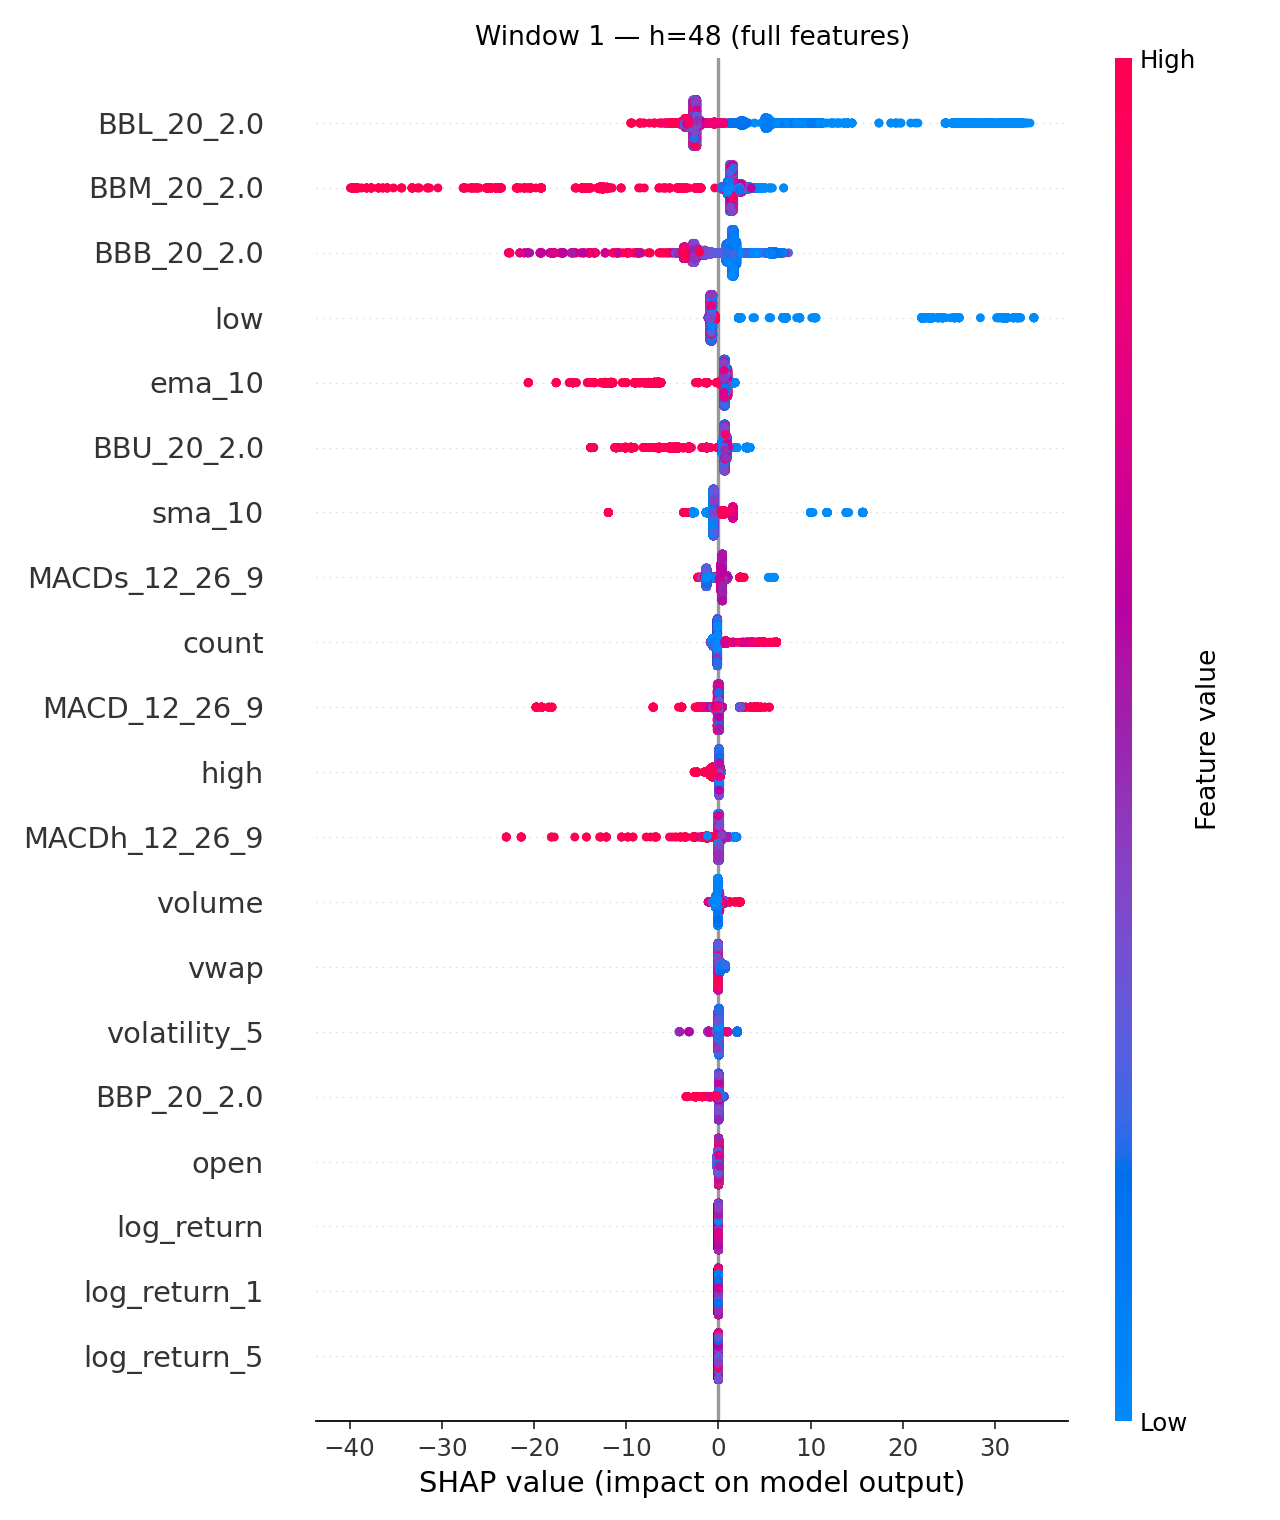 Window 1 — h=48 (full features)
High
BBL_20_2.0
BBM_20_2.0
BBB_20_2.0
low
ema_10
BBU_20_2.0
sma_10
MACDs_12_26_9
count
MACD_12_26_9
high
MACDh_12_26_9
volume
vwap
volatility_5
BBP_20_2.0
open
log_return
log_return_1
log_return_5
Feature value
Low
−40 −30 −20 −10 0 10 20 30
SHAP value (impact on model output)